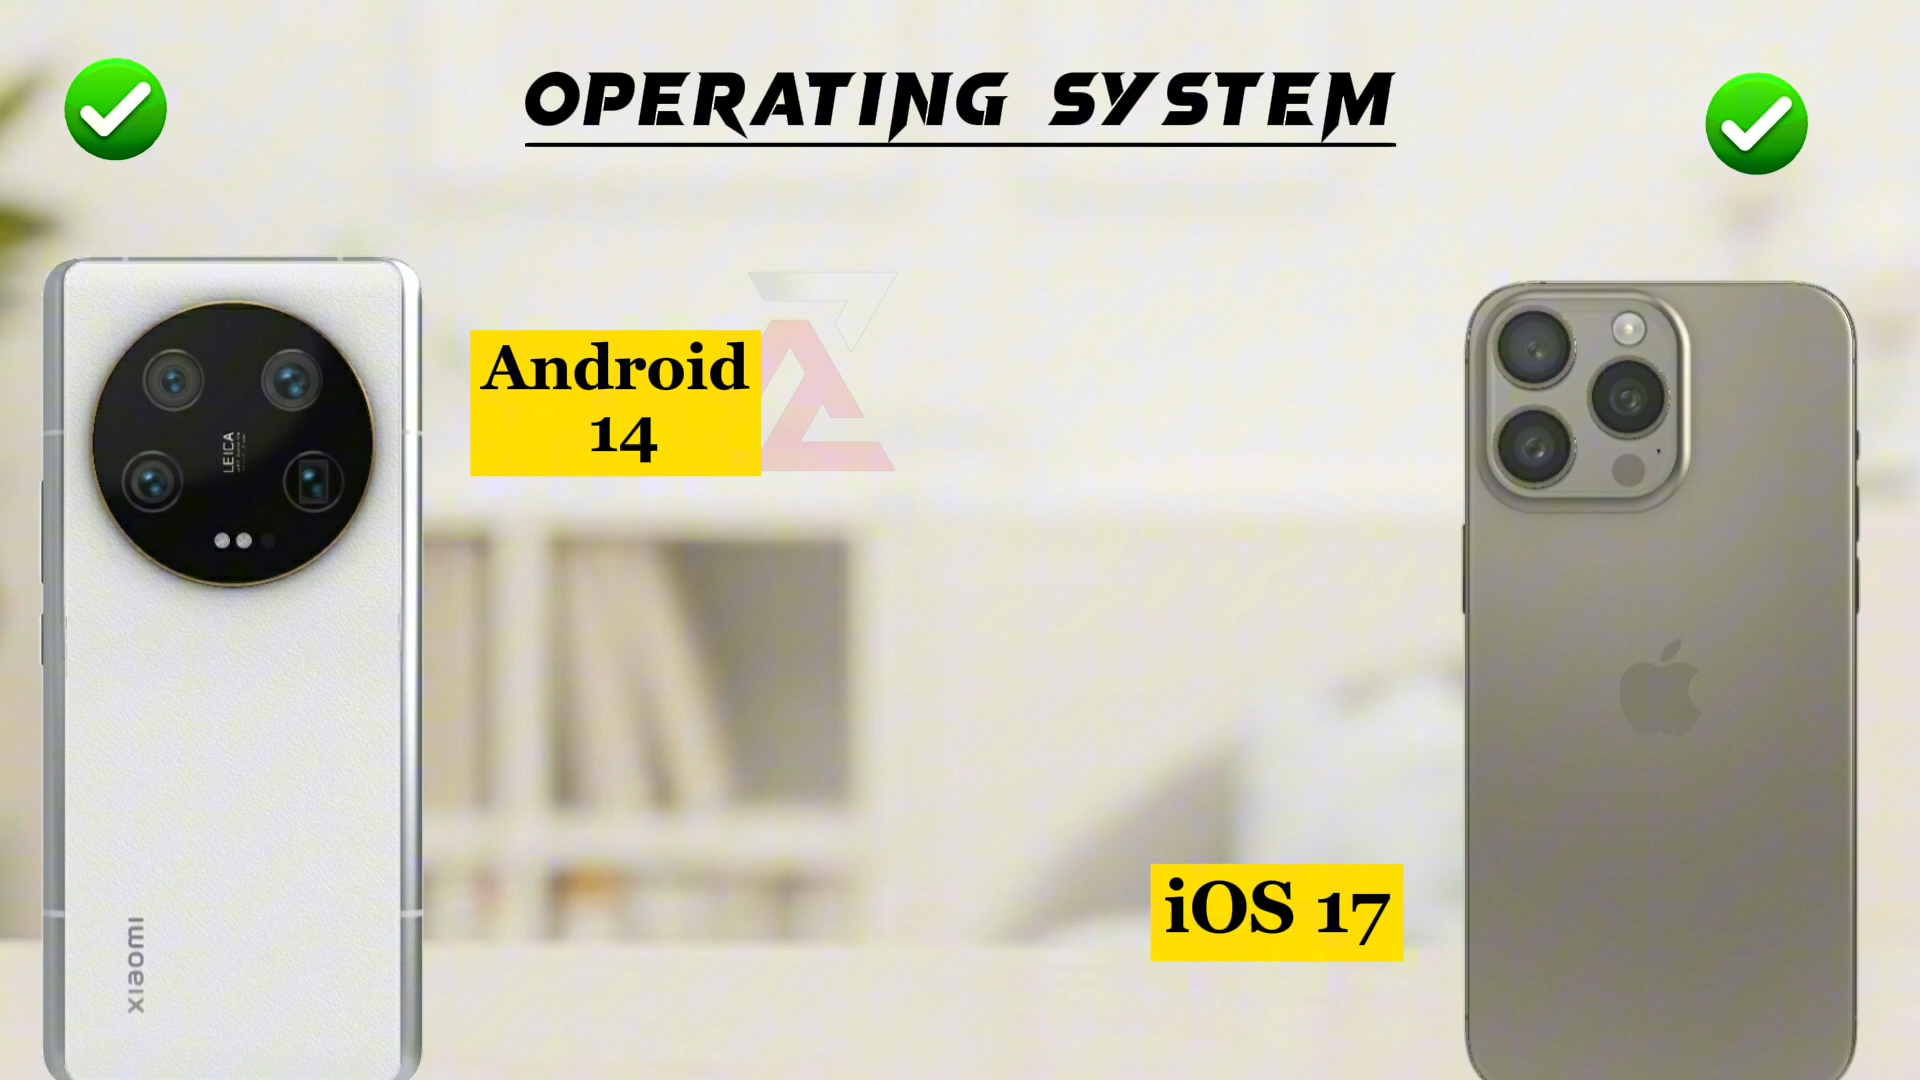 OPERATING SYSTEM
Android
14
LEICA
iOS 17
xiaomi